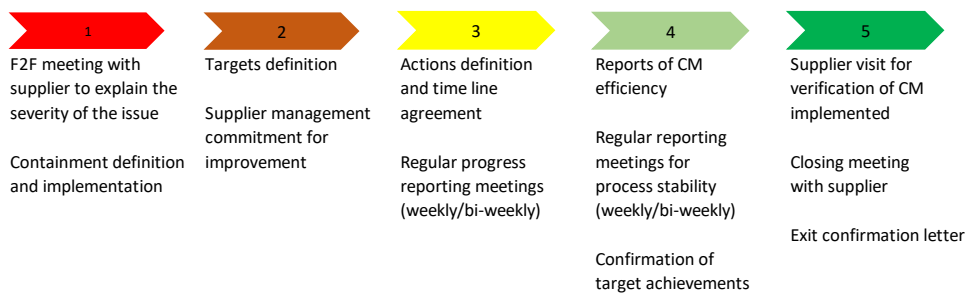 1
F2F meeting with
supplier to explain the
severity of the issue
Containment definition
and implementation
2
Targets definition
Supplier management
commitment for
improvement
3
Actions definition
and time line
agreement
Regular progress
reporting meetings
(weekly/bi-weekly)
4
Reports of CM
efficiency
Regular reporting
meetings for
process stability
(weekly/bi-weekly)
Confirmation of
target achievements
5
Supplier visit for
verification of CM
implemented
Closing meeting
with supplier
Exit confirmation letter